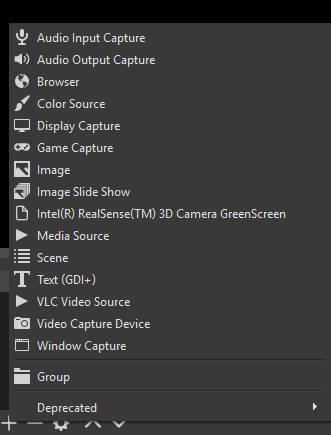 Audio Input Capture
Audio Output Capture
Browser
Color Source
Display Capture
Game Capture
Image
Image Slide Show
Intel(R) RealSense(TM) 3D Camera GreenScreen
Media Source
Scene
Text (GDI+)
VLC Video Source
Video Capture Device
Window Capture
Group
Deprecated